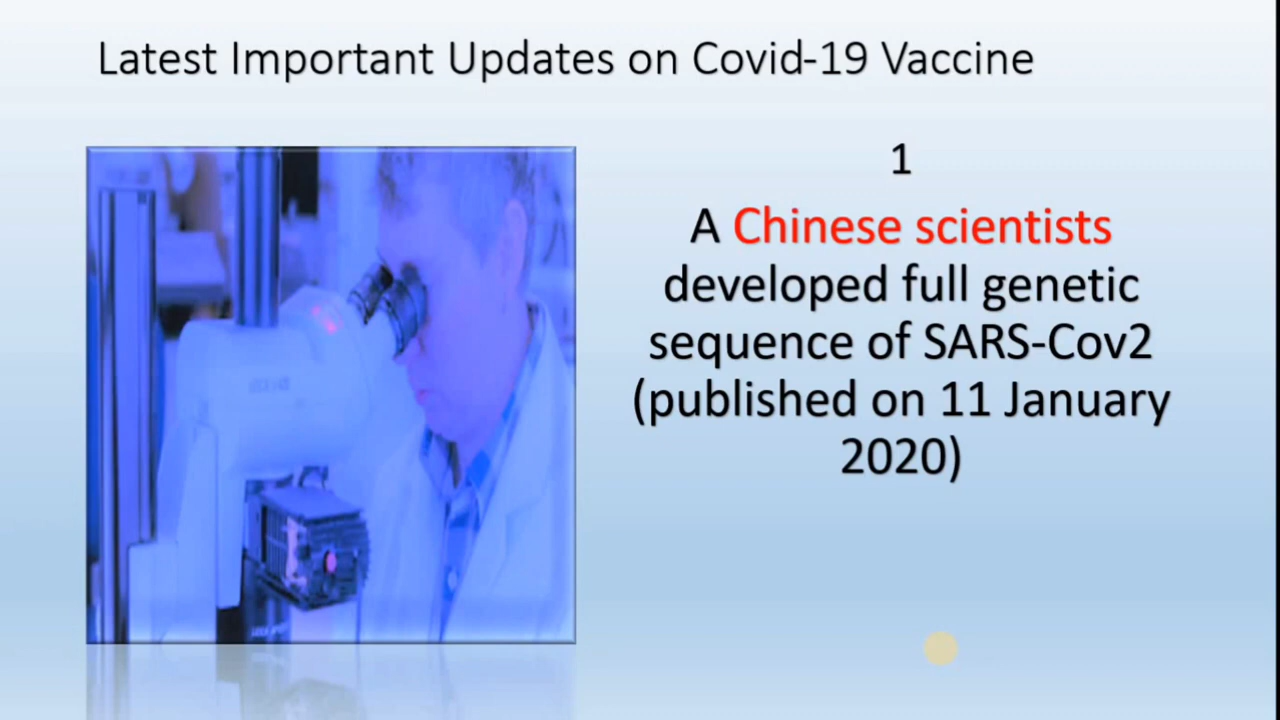 Latest Important Updates on Covid-19 Vaccine
1
A Chinese scientists
developed full genetic
sequence of SARS-Cov2
(published on 11 January
2020)